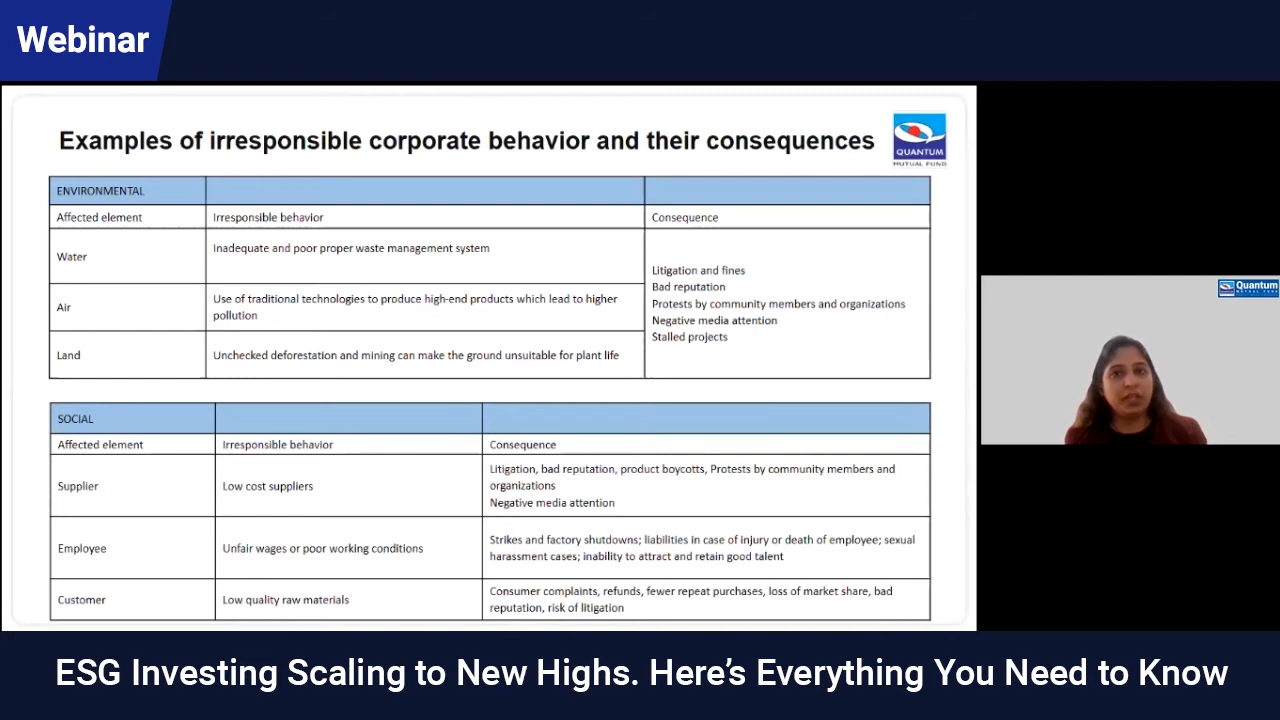 Webinar
Examples of irresponsible corporate behavior and their consequences
QUANTUM
MUTUAL FUND
ENVIRONMENTAL
Affected element
Irresponsible behavior
Consequence
Water
Inadequate and poor proper waste management system
Air
Use of traditional technologies to produce high-end products which lead to higher
pollution
Land
Unchecked deforestation and mining can make the ground unsuitable for plant life
Litigation and fines
Bad reputation
Protests by community members and organizations
Negative media attention
Stalled projects
SOCIAL
Affected element
Irresponsible behavior
Consequence
Supplier
Low cost suppliers
Litigation, bad reputation, product boycotts, Protests by community members and
organizations
Negative media attention
Employee
Unfair wages or poor working conditions
Strikes and factory shutdowns; liabilities in case of injury or death of employee; sexual
harassment cases; inability to attract and retain good talent
Customer
Low quality raw materials
Consumer complaints, refunds, fewer repeat purchases, loss of market share, bad
reputation, risk of litigation
Quantum
MUTUAL FUND
ESG Investing Scaling to New Highs. Here's Everything You Need to Know